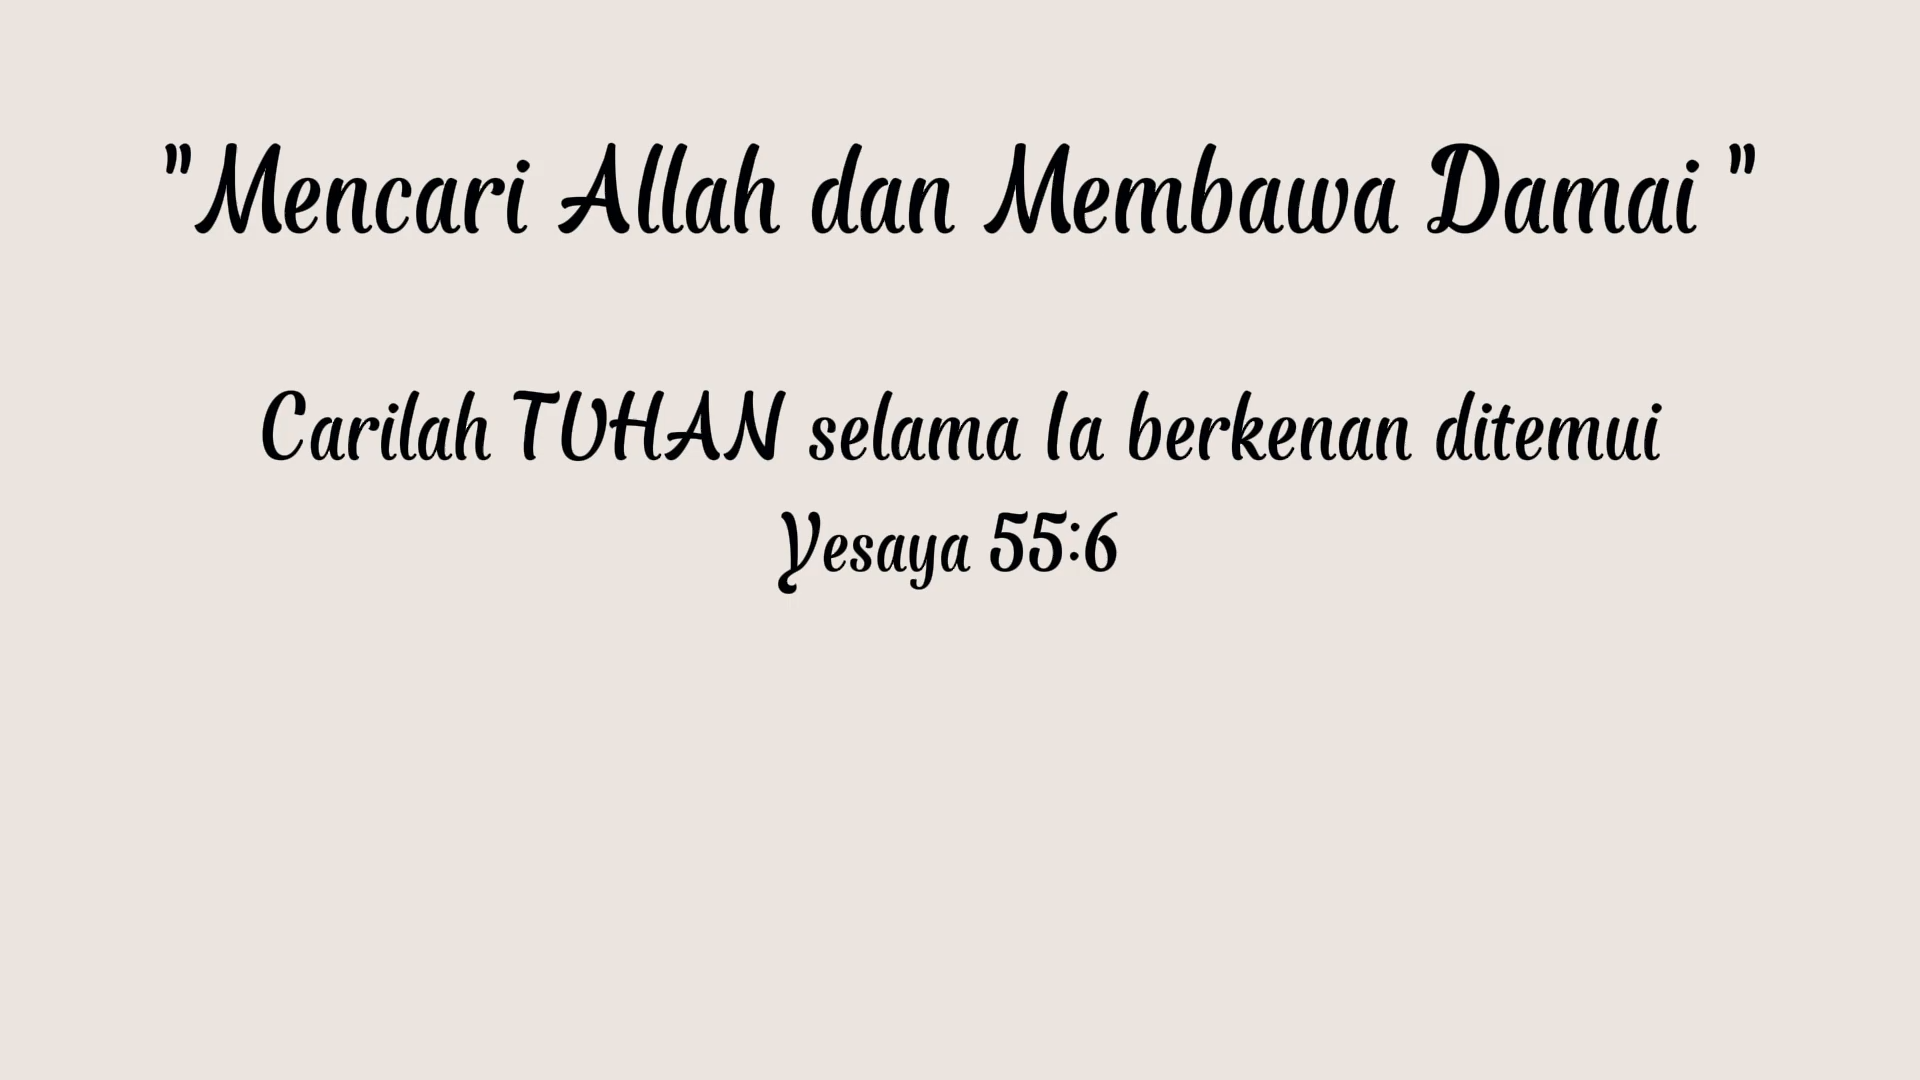 "Mencari Allah dan Membawa Damai "
Carilah TUHAN selama Ia berkenan ditemui
Yesaya 55:6